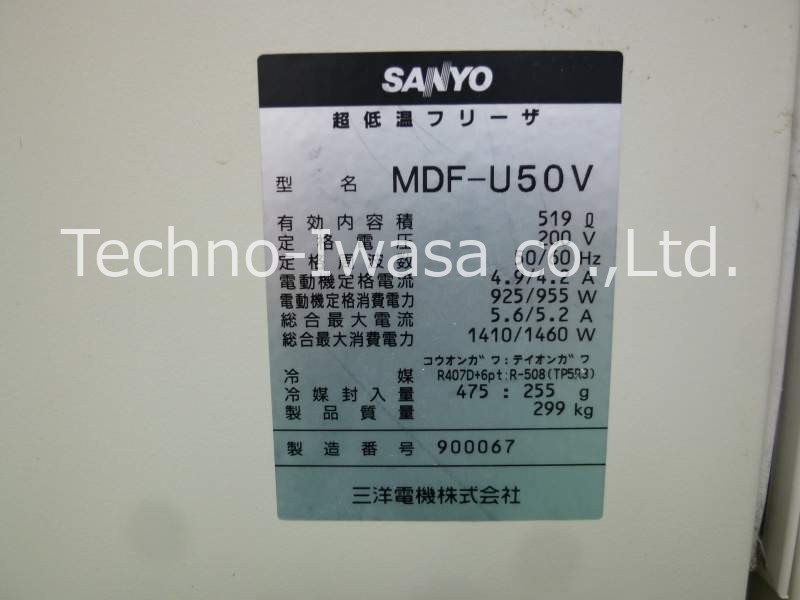 SANYO
超低温フリーザ
型名 MDF-U50V
有効内容積 519 ℓ
定格電圧 200 V
定格周波数 50/60 Hz
電動機定格電流 4.9/4.2 A
電動機定格消費電力 925/955 W
総合最大電流 5.6/5.2 A
総合最大消費電力 1410/1460 W
コウオンガワ:テイオンガワ
冷媒 R407D+6pt:R-508(TP5R3)
冷媒封入量 475 : 255 g
製品質量 299 kg
製造番号 900067
三洋電機株式会社
Techno-Iwasa co.,Ltd.